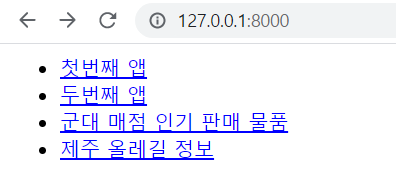 127.0.0.1:8000
첫번째 앱
두번째 앱
군대 매점 인기 판매 물품
제주 올레길 정보